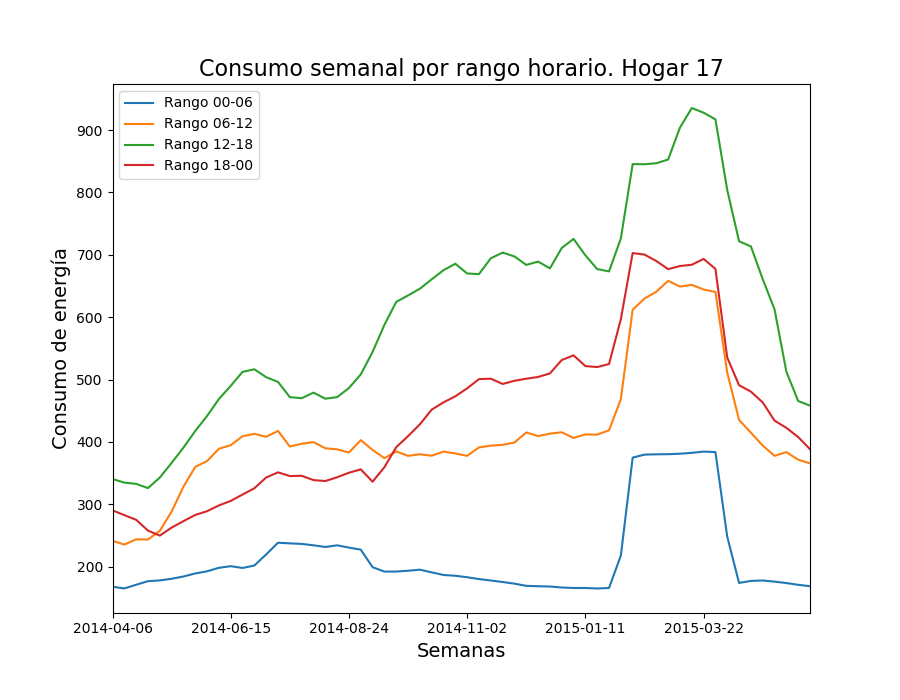 Consumo semanal por rango horario. Hogar 17
Rango 00-06
Rango 06-12
Rango 12-18
Rango 18-00
Consumo de energía
900
800
700
600
500
400
300
200
2014-04-06 2014-06-15 2014-08-24 2014-11-02 2015-01-11 2015-03-22
Semanas